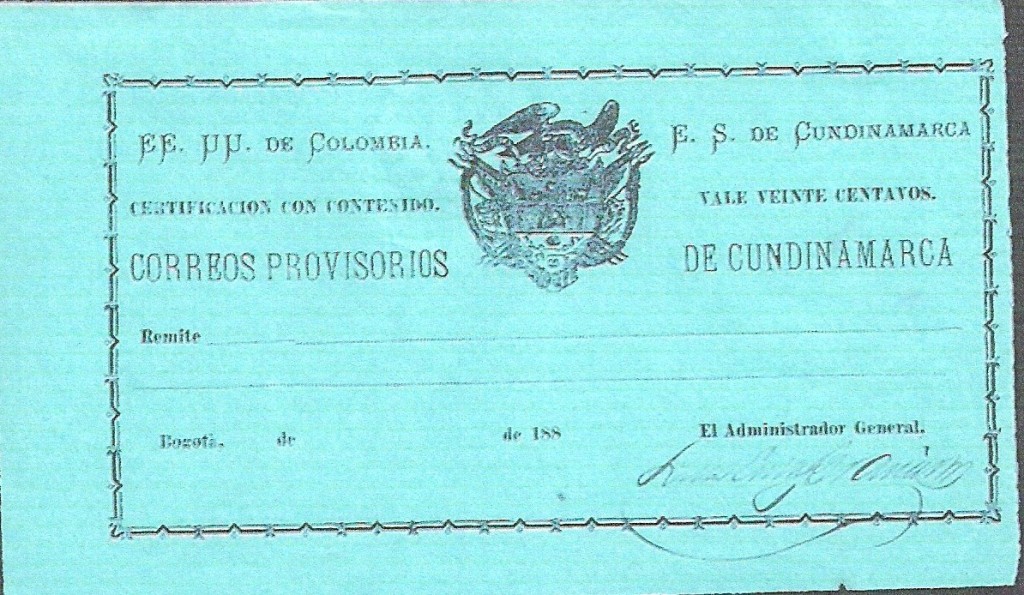 EE. UU. DE COLOMBIA.
E. S. DE CUNDINAMARCA
CERTIFICACION CON CONTENIDO.
VALE VEINTE CENTAVOS.
CORREOS PROVISORIOS
DE CUNDINAMARCA
Remite
Bogotá, de de 188
El Administrador General.